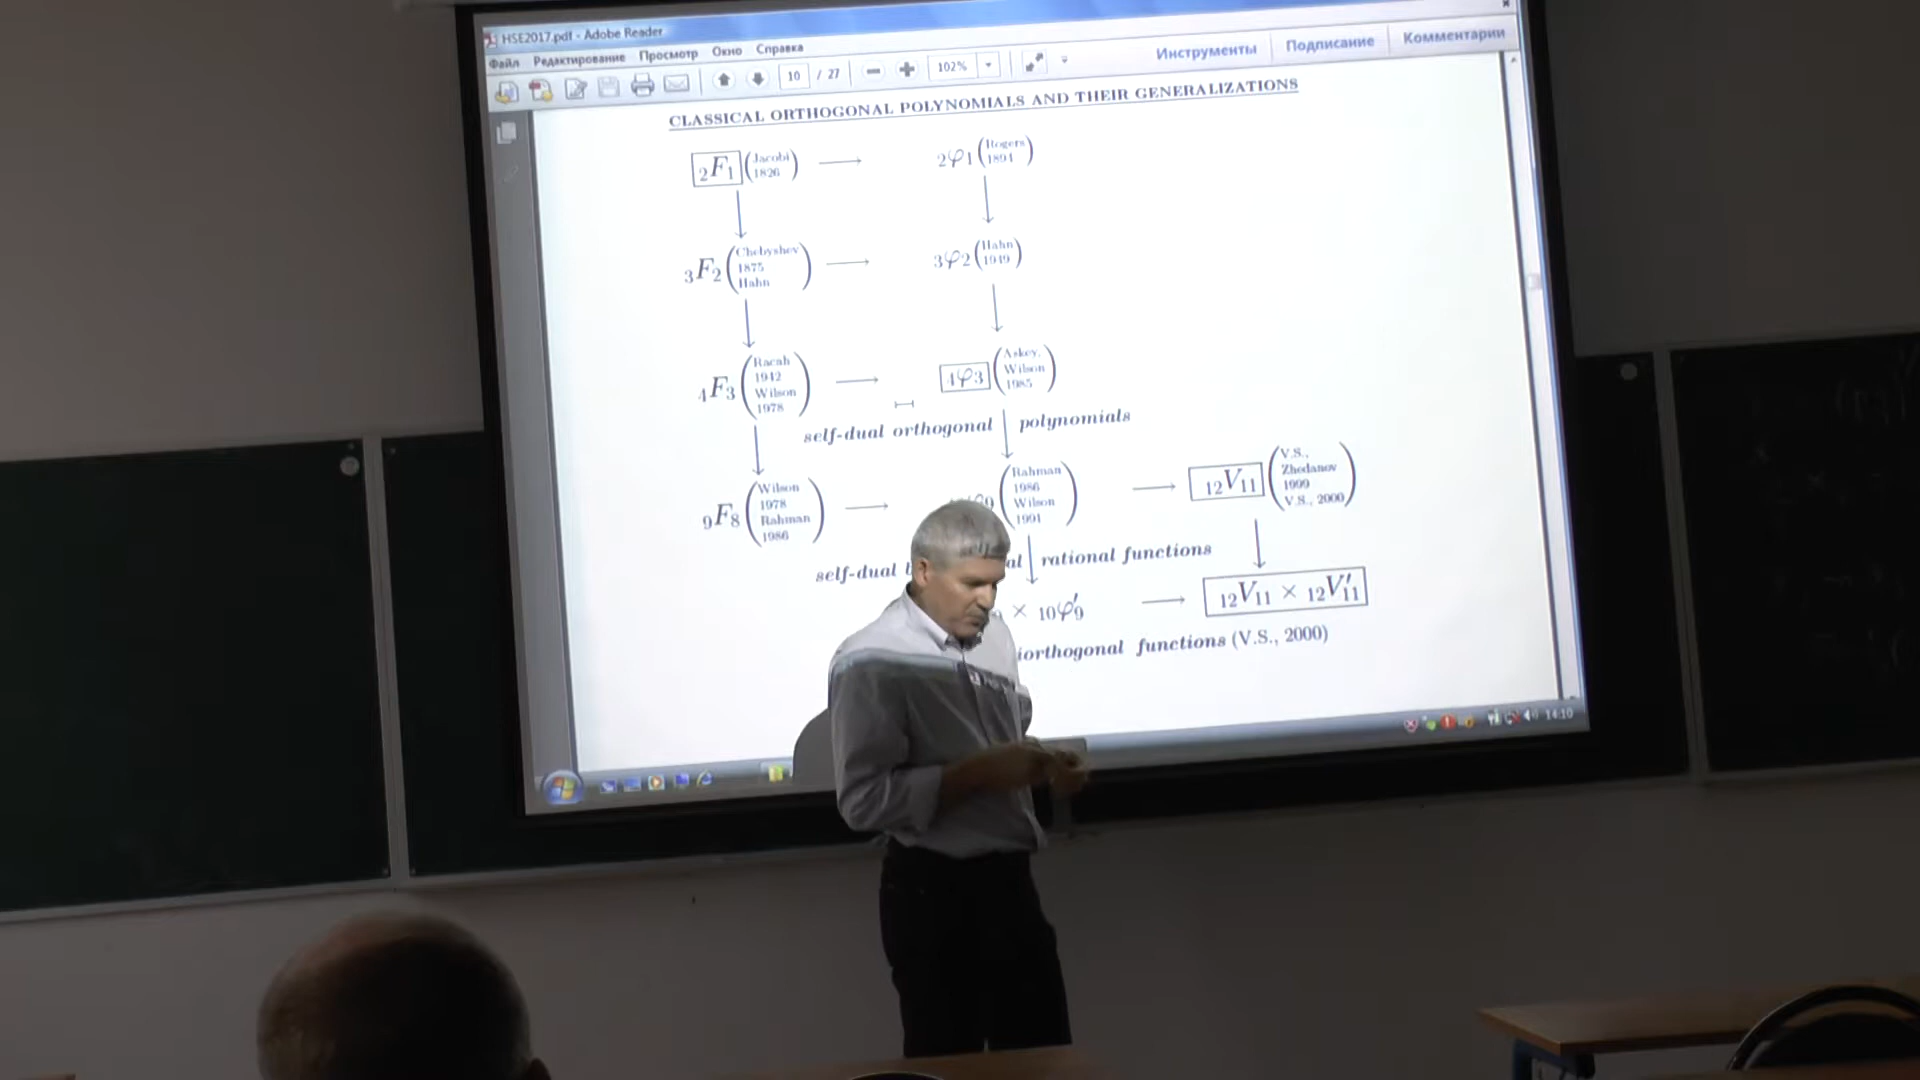 HSE2017.pdf - Adobe Reader
Файл Редактирование Просмотр Окно Справка
10 / 27 102% Инструменты Подписание Комментарии
CLASSICAL ORTHOGONAL POLYNOMIALS AND THEIR GENERALIZATIONS
₂F₁ (Jacobi 1826) → ₂φ₁ (Rogers 1894)
₃F₂ (Chebyshev 1875 Hahn) → ₃φ₂ (Hahn 1949)
₄F₃ (Racah 1942 Wilson 1978) → ₄φ₃ (Askey, Wilson 1985)
self-dual orthogonal polynomials
₉F₈ (Wilson 1978 Rahman 1986) → φ₉ (Rahman 1986 Wilson 1991) → ₁₂V₁₁ (V.S., Zhedanov 1999 V.S., 2000)
self-dual rational functions
× ₁₀φ′₉ → ₁₂V₁₁ × ₁₂V′₁₁
iorthogonal functions (V.S., 2000)
14:10